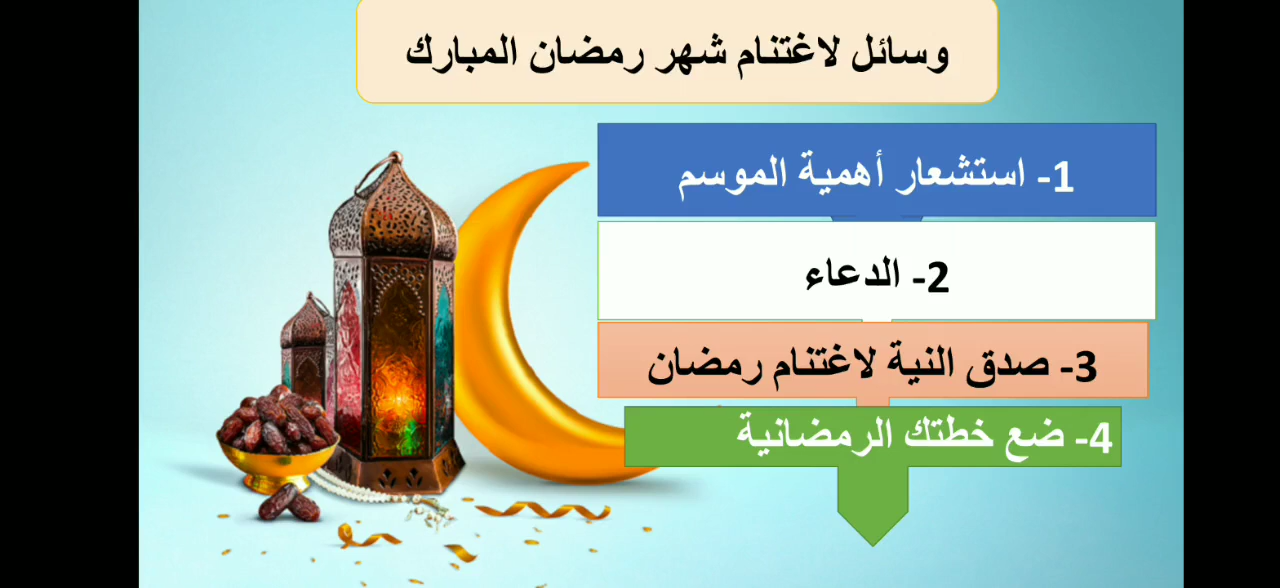 وسائل لاغتنام شهر رمضان المبارك
1- استشعار أهمية الموسم
2- الدعاء
3- صدق النية لاغتنام رمضان
4- ضع خطتك الرمضانية